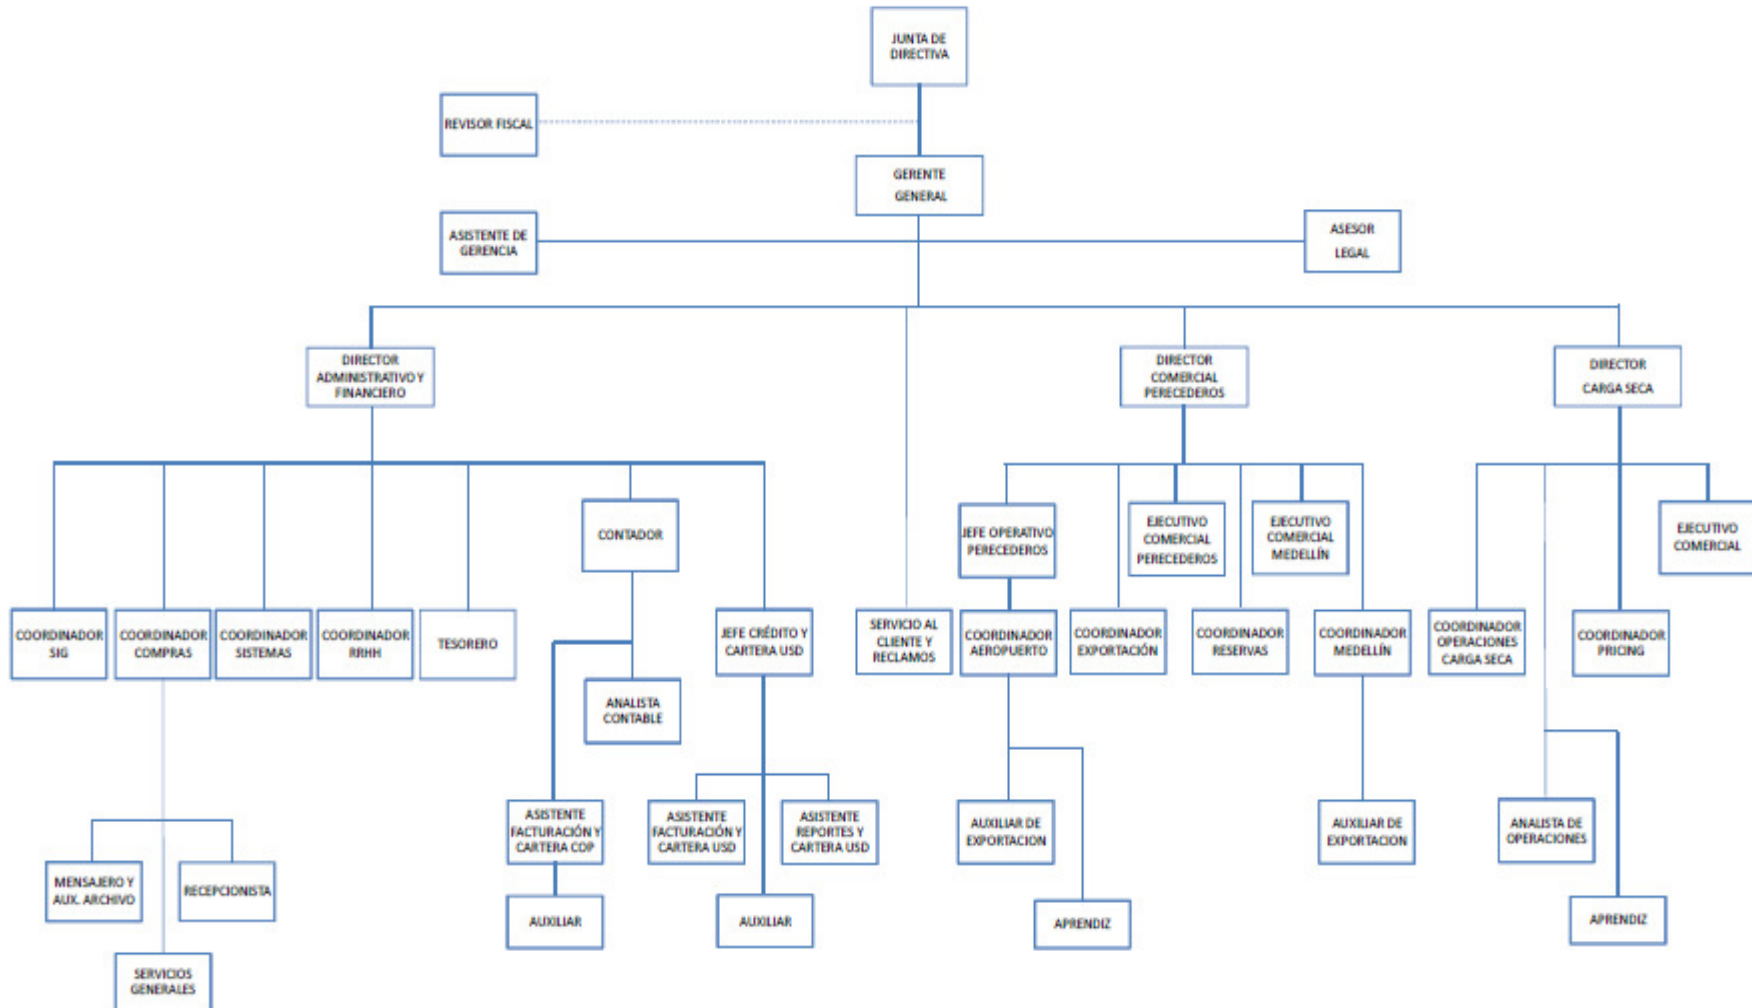 JUNTA DE
DIRECTIVA
REVISOR FISCAL
GERENTE
GENERAL
ASISTENTE DE
GERENCIA
ASESOR
LEGAL
DIRECTOR
ADMINISTRATIVO Y
FINANCIERO
DIRECTOR
COMERCIAL
PERECEDEROS
DIRECTOR
CARGA SECA
CONTADOR
JEFE OPERATIVO
PERECEDEROS
EJECUTIVO
COMERCIAL
PERECEDEROS
EJECUTIVO
COMERCIAL
MEDELLÍN
EJECUTIVO
COMERCIAL
COORDINADOR
SIG
COORDINADOR
COMPRAS
COORDINADOR
SISTEMAS
COORDINADOR
RRHH
TESORERO
JEFE CRÉDITO Y
CARTERA USD
SERVICIO AL
CLIENTE Y
RECLAMOS
COORDINADOR
AEROPUERTO
COORDINADOR
EXPORTACIÓN
COORDINADOR
RESERVAS
COORDINADOR
MEDELLÍN
COORDINADOR
OPERACIONES
CARGA SECA
COORDINADOR
PRICING
ANALISTA
CONTABLE
ASISTENTE
FACTURACIÓN Y
CARTERA COP
ASISTENTE
FACTURACIÓN Y
CARTERA USD
ASISTENTE
REPORTES Y
CARTERA USD
AUXILIAR DE
EXPORTACION
AUXILIAR DE
EXPORTACION
ANALISTA DE
OPERACIONES
MENSAJERO Y
AUX. ARCHIVO
RECEPCIONISTA
AUXILIAR
AUXILIAR
APRENDIZ
APRENDIZ
SERVICIOS
GENERALES